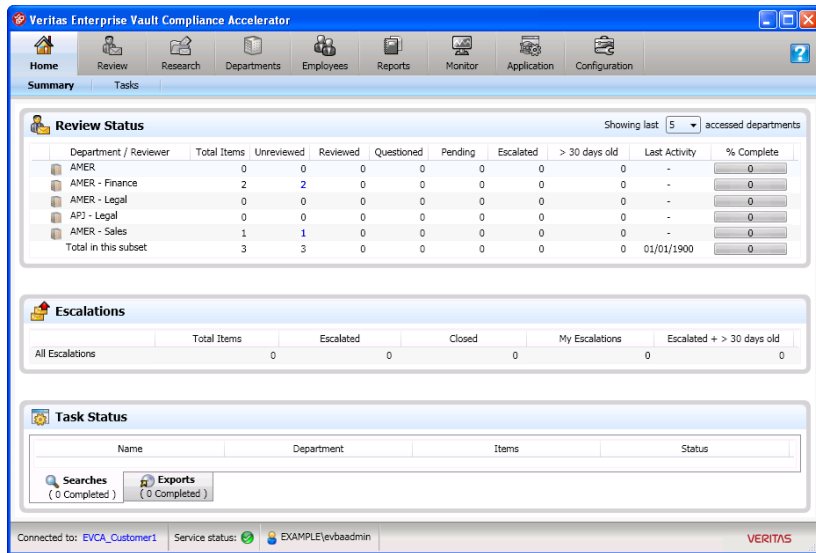 Veritas Enterprise Vault Compliance Accelerator
Home Review Research Departments Employees Reports Monitor Application Configuration ?
Summary Tasks
Review Status Showing last 5 accessed departments
Department / Reviewer Total Items Unreviewed Reviewed Questioned Pending Escalated > 30 days old Last Activity % Complete
AMER 0 0 0 0 0 0 0 - 0
AMER - Finance 2 2 0 0 0 0 0 - 0
AMER - Legal 0 0 0 0 0 0 0 - 0
APJ - Legal 0 0 0 0 0 0 0 - 0
AMER - Sales 1 1 0 0 0 0 0 - 0
Total in this subset 3 3 0 0 0 0 0 01/01/1900 0
Escalations
Total Items Escalated Closed My Escalations Escalated + > 30 days old
All Escalations 0 0 0 0 0
Task Status
Name Department Items Status
Searches Exports
( 0 Completed ) ( 0 Completed )
Connected to: EVCA_Customer1 Service status: EXAMPLE\evbaadmin VERITAS